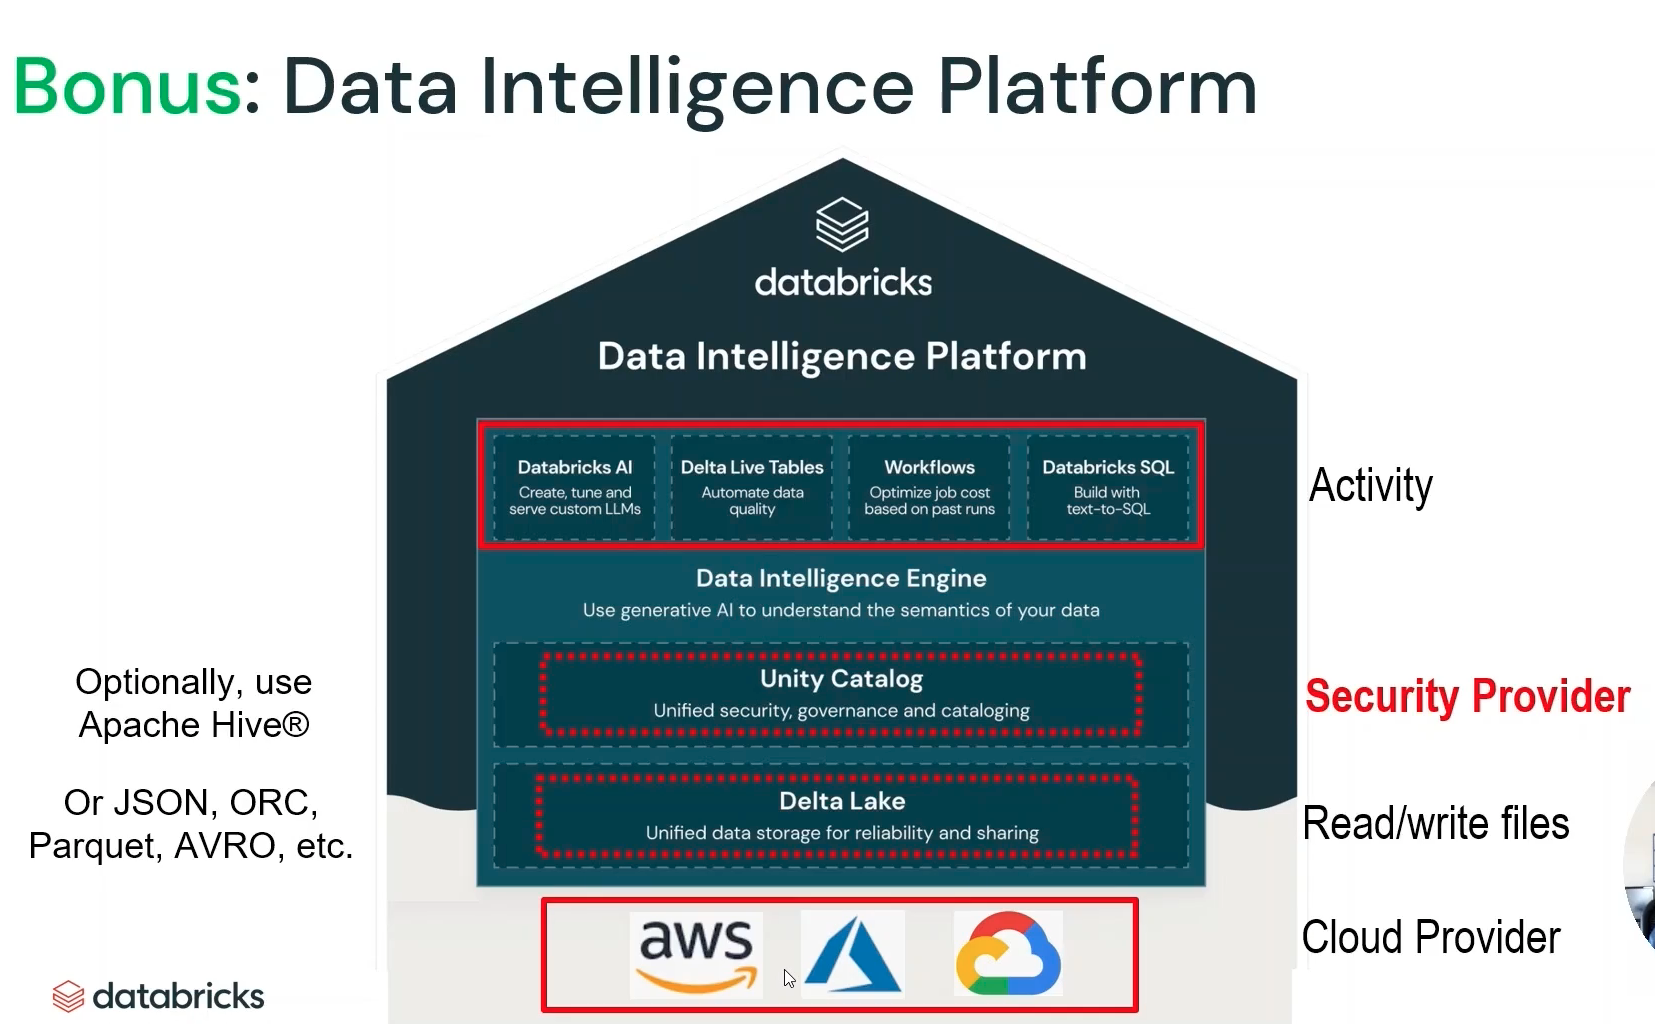 Bonus: Data Intelligence Platform
databricks
Data Intelligence Platform
Databricks AI
Create, tune and
serve custom LLMs
Delta Live Tables
Automate data
quality
Workflows
Optimize job cost
based on past runs
Databricks SQL
Build with
text-to-SQL
Activity
Data Intelligence Engine
Use generative AI to understand the semantics of your data
Optionally, use
Apache Hive®
Unity Catalog
Unified security, governance and cataloging
Security Provider
Or JSON, ORC,
Parquet, AVRO, etc.
Delta Lake
Unified data storage for reliability and sharing
Read/write files
aws
Cloud Provider
databricks